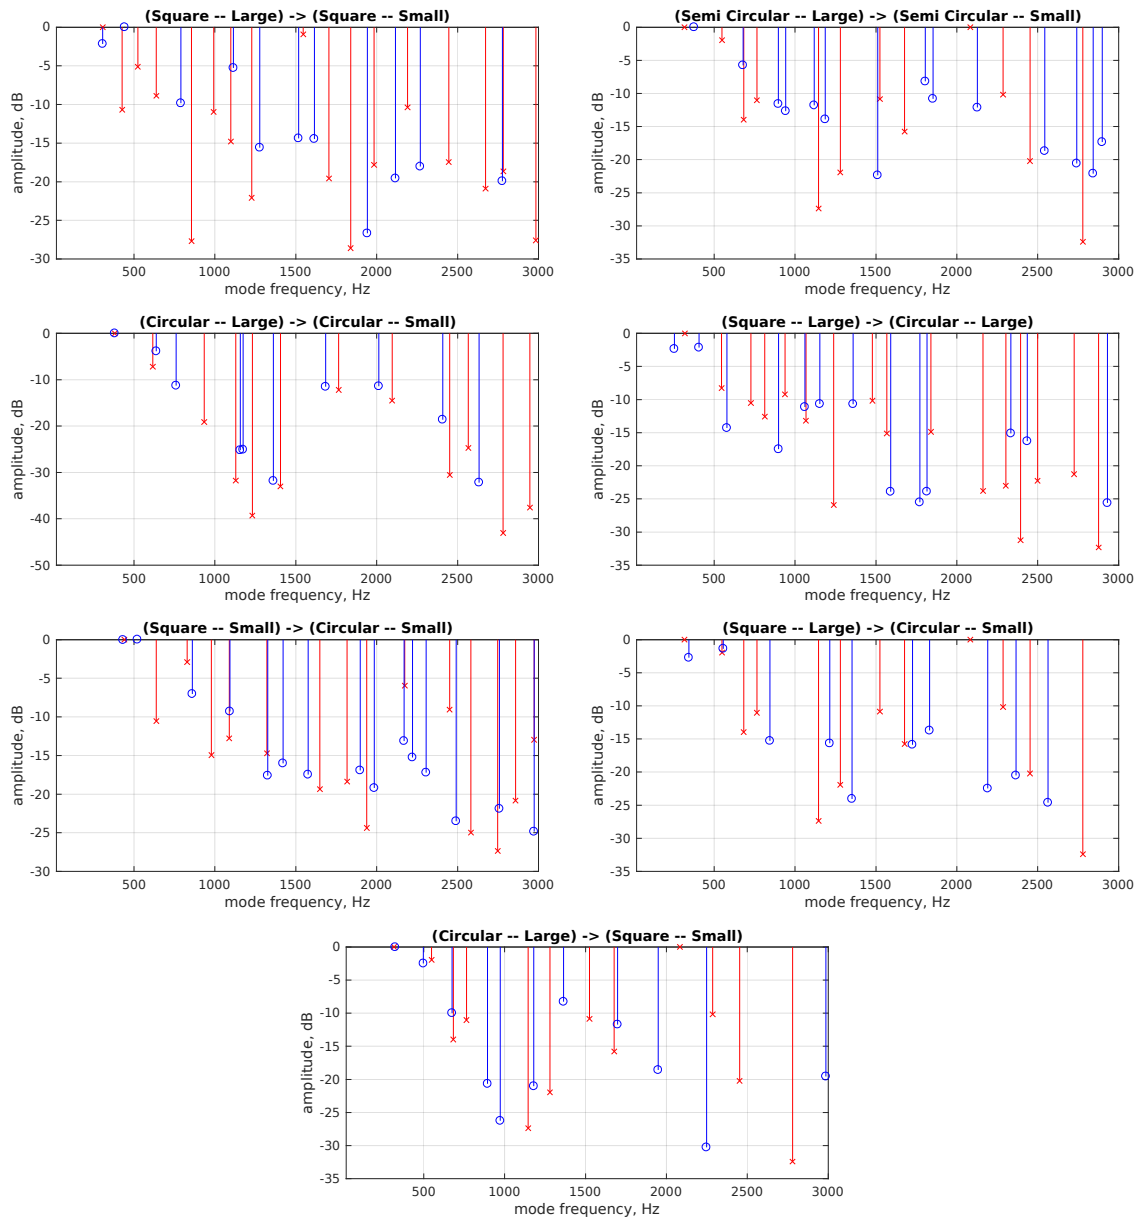 (Square -- Large) -> (Square -- Small)
amplitude, dB
0
-5
-10
-15
-20
-25
-30
500 1000 1500 2000 2500 3000
mode frequency, Hz
(Semi Circular -- Large) -> (Semi Circular -- Small)
amplitude, dB
0
-5
-10
-15
-20
-25
-30
-35
500 1000 1500 2000 2500 3000
mode frequency, Hz
(Circular -- Large) -> (Circular -- Small)
amplitude, dB
0
-10
-20
-30
-40
-50
500 1000 1500 2000 2500 3000
mode frequency, Hz
(Square -- Large) -> (Circular -- Large)
amplitude, dB
0
-5
-10
-15
-20
-25
-30
-35
500 1000 1500 2000 2500 3000
mode frequency, Hz
(Square -- Small) -> (Circular -- Small)
amplitude, dB
0
-5
-10
-15
-20
-25
-30
500 1000 1500 2000 2500 3000
mode frequency, Hz
(Square -- Large) -> (Circular -- Small)
amplitude, dB
0
-5
-10
-15
-20
-25
-30
-35
500 1000 1500 2000 2500 3000
mode frequency, Hz
(Circular -- Large) -> (Square -- Small)
amplitude, dB
0
-5
-10
-15
-20
-25
-30
-35
500 1000 1500 2000 2500 3000
mode frequency, Hz